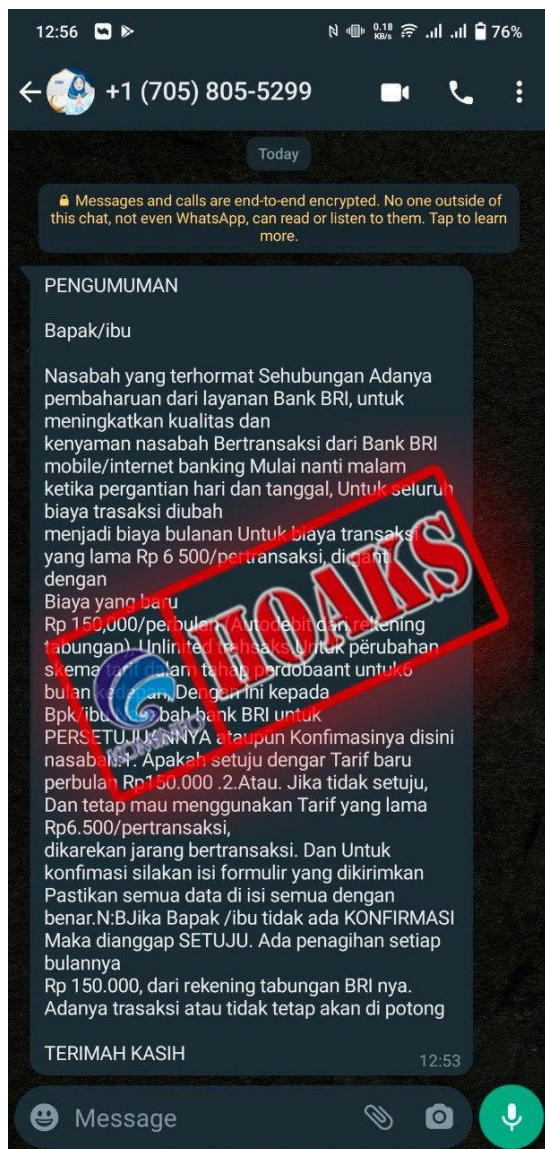 12:56
0.18
KB/s
76%
+1 (705) 805-5299
Today
Messages and calls are end-to-end encrypted. No one outside of
this chat, not even WhatsApp, can read or listen to them. Tap to learn
more.
PENGUMUMAN
Bapak/ibu
Nasabah yang terhormat Sehubungan Adanya
pembaharuan dari layanan Bank BRI, untuk
meningkatkan kualitas dan
kenyaman nasabah Bertransaksi dari Bank BRI
mobile/internet banking Mulai nanti malam
ketika pergantian hari dan tanggal, Untuk seluruh
biaya trasaksi diubah
menjadi biaya bulanan Untuk biaya transaksi
yang lama Rp 6 500/pertransaksi, diganti
dengan
Biaya yang baru
Rp 150,000/perbulan (Autodebit dari rekening
tabungan) Unlinited Untuk përubahan
skema tarif dalam tahap perdobaant untuk6
bulan kedepan, Dengan Ini kepada
Bpk/ibu bank BRI untuk
PERSETUJUANNYA ataupun Konfimasinya disini
nasabah 1. Apakah setuju dengar Tarif baru
perbulan Rp150.000 .2.Atau. Jika tidak setuju,
Dan tetap mau menggunakan Tarif yang lama
Rp6.500/pertransaksi,
dikarekan jarang bertransaksi. Dan Untuk
konfimasi silakan isi formulir yang dikirimkan
Pastikan semua data di isi semua dengan
benar.N:BJika Bapak /ibu tidak ada KONFIRMASI
Maka dianggap SETUJU. Ada penagihan setiap
bulannya
Rp 150.000, dari rekening tabungan BRI nya.
Adanya trasaksi atau tidak tetap akan di potong
TERIMAH KASIH
12:53
HOAKS
KOMINFO
Message